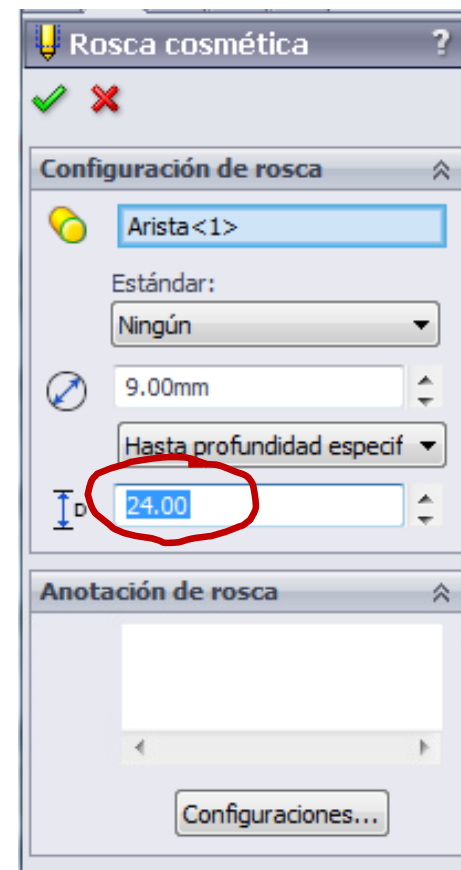 Rosca cosmética ?
Configuración de rosca
Arista<1>
Estándar:
Ningún
9.00mm
Hasta profundidad especif
D 24.00
Anotación de rosca
Configuraciones...